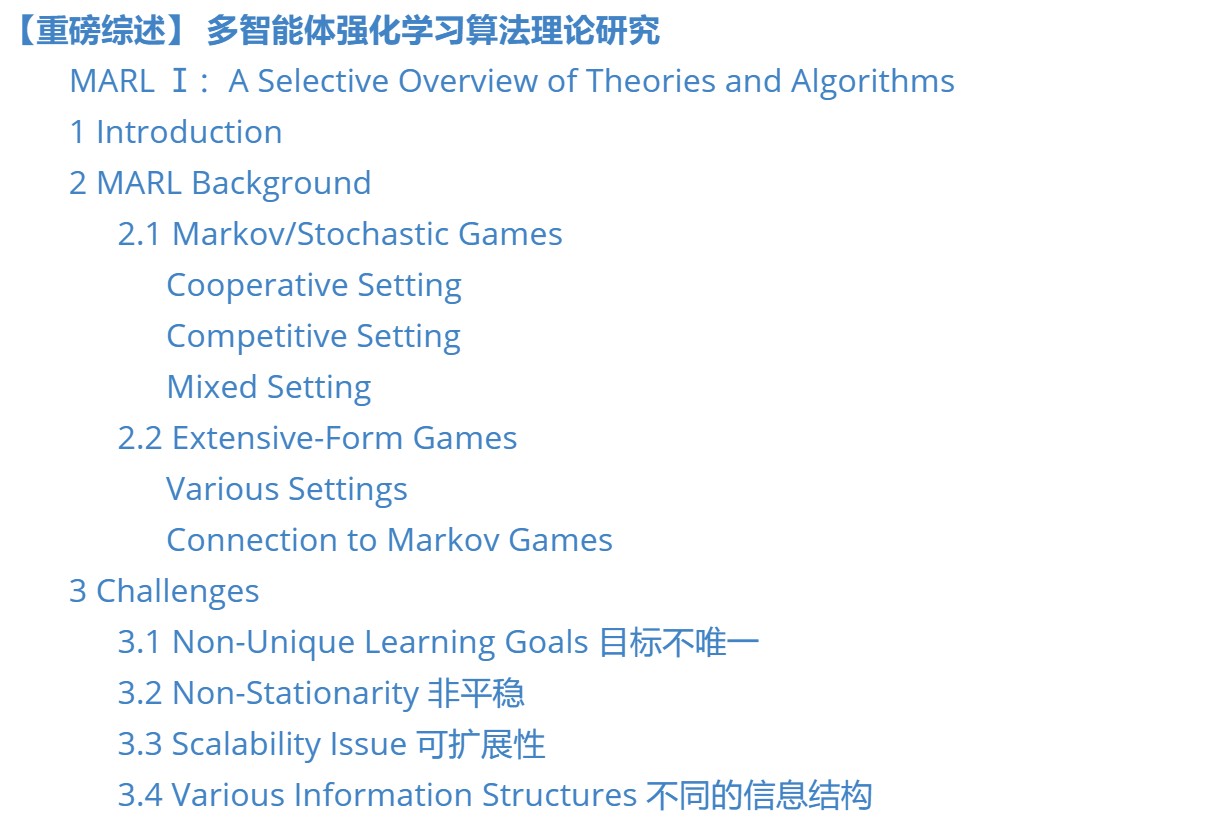 【重磅综述】 多智能体强化学习算法理论研究
MARL Ⅰ： A Selective Overview of Theories and Algorithms
1 Introduction
2 MARL Background
2.1 Markov/Stochastic Games
Cooperative Setting
Competitive Setting
Mixed Setting
2.2 Extensive-Form Games
Various Settings
Connection to Markov Games
3 Challenges
3.1 Non-Unique Learning Goals 目标不唯一
3.2 Non-Stationarity 非平稳
3.3 Scalability Issue 可扩展性
3.4 Various Information Structures 不同的信息结构